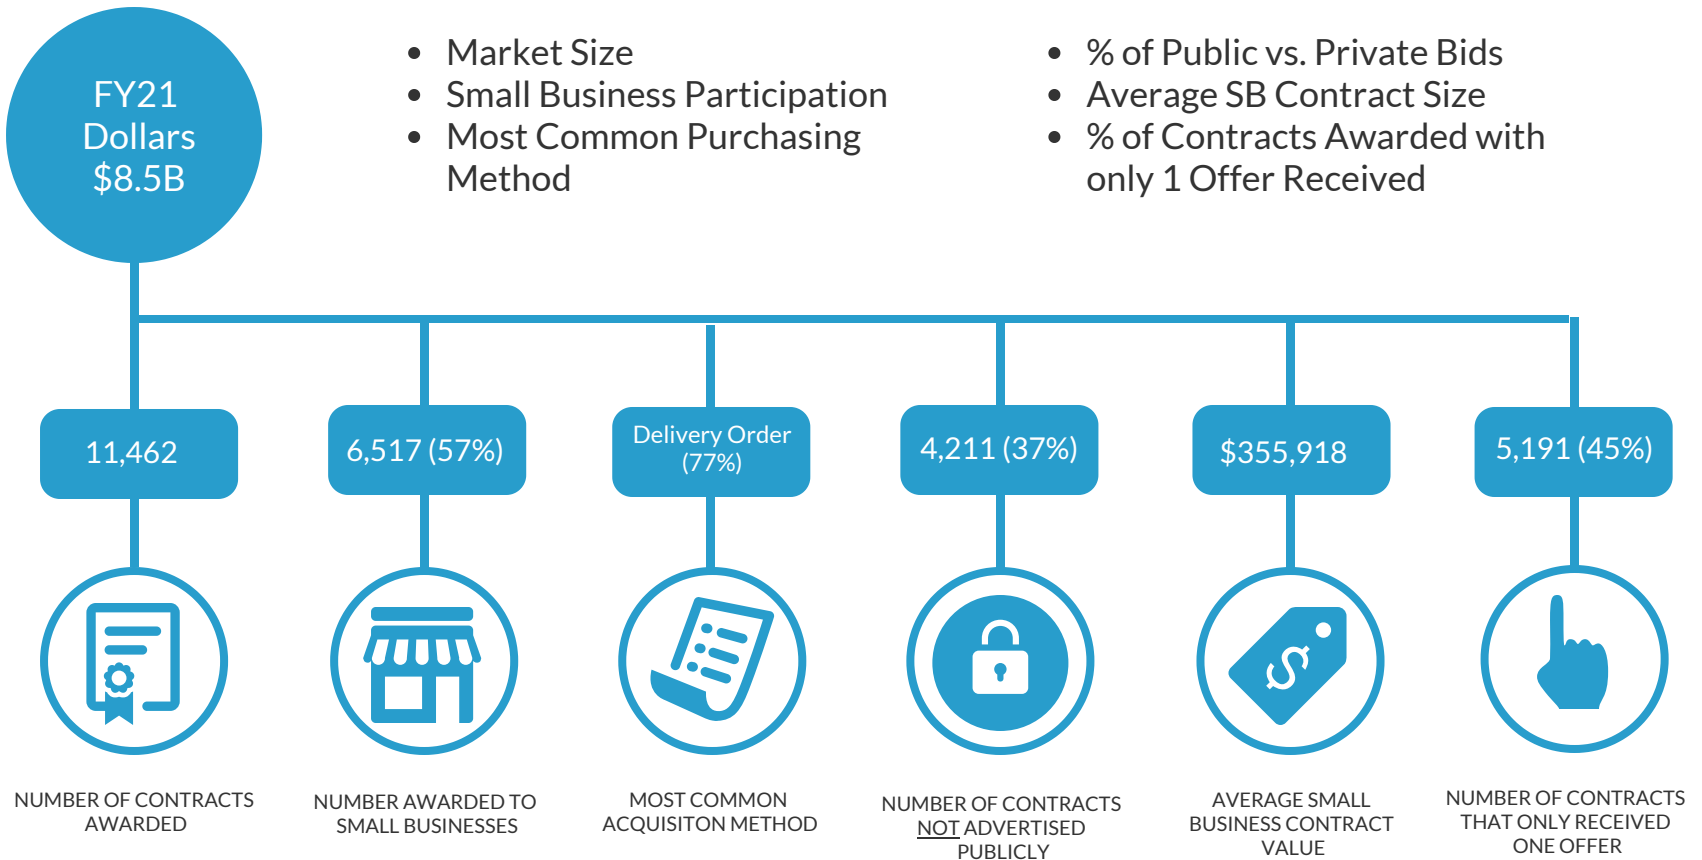 FY21
Dollars
$8.5B
• Market Size
• Small Business Participation
• Most Common Purchasing
Method
• % of Public vs. Private Bids
• Average SB Contract Size
• % of Contracts Awarded with
only 1 Offer Received
11,462
6,517 (57%)
Delivery Order
(77%)
4,211 (37%)
$355,918
5,191 (45%)
$
NUMBER OF CONTRACTS
AWARDED
NUMBER AWARDED TO
SMALL BUSINESSES
MOST COMMON
ACQUISITON METHOD
NUMBER OF CONTRACTS
NOT ADVERTISED
PUBLICLY
AVERAGE SMALL
BUSINESS CONTRACT
VALUE
NUMBER OF CONTRACTS
THAT ONLY RECEIVED
ONE OFFER